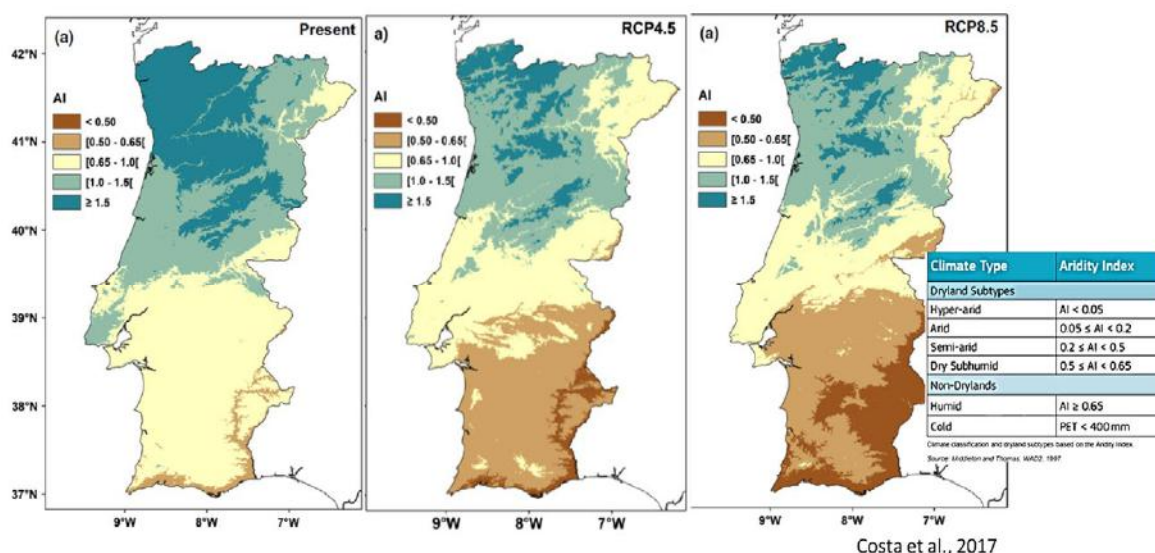 (a) Present
AI
< 0.50
[0.50 - 0.65[
[0.65 - 1.0[
[1.0 - 1.5[
≥ 1.5
42°N
41°N
40°N
39°N
38°N
37°N
9°W 8°W 7°W
a) RCP4.5
AI
< 0.50
[0.50 - 0.65[
[0.65 - 1.0[
[1.0 - 1.5[
≥ 1.5
9°W 8°W 7°W
(a) RCP8.5
AI
< 0.50
[0.50 - 0.65[
[0.65 - 1.0[
[1.0 - 1.5[
≥ 1.5
9°W 8°W 7°W
Climate Type Aridity Index
Dryland Subtypes
Hyper-arid AI < 0.05
Arid 0.05 ≤ AI < 0.2
Semi-arid 0.2 ≤ AI < 0.5
Dry Subhumid 0.5 ≤ AI < 0.65
Non-Drylands
Humid AI ≥ 0.65
Cold PET < 400 mm
Climate classification and dryland subtypes based on the Aridity Index
Source: Middleton and Thomas, WAD2, 1997
Costa et al., 2017